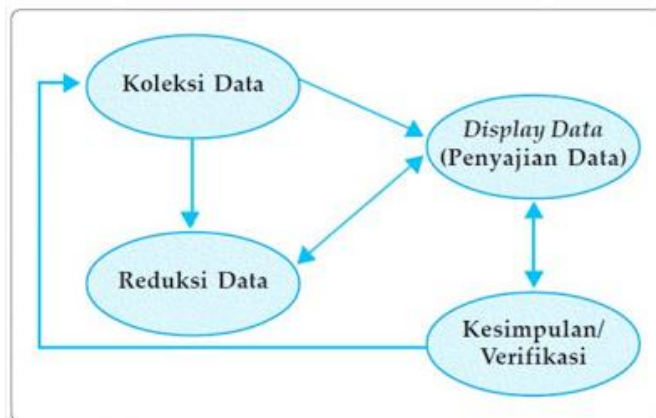 Koleksi Data
Display Data
(Penyajian Data)
Reduksi Data
Kesimpulan/
Verifikasi